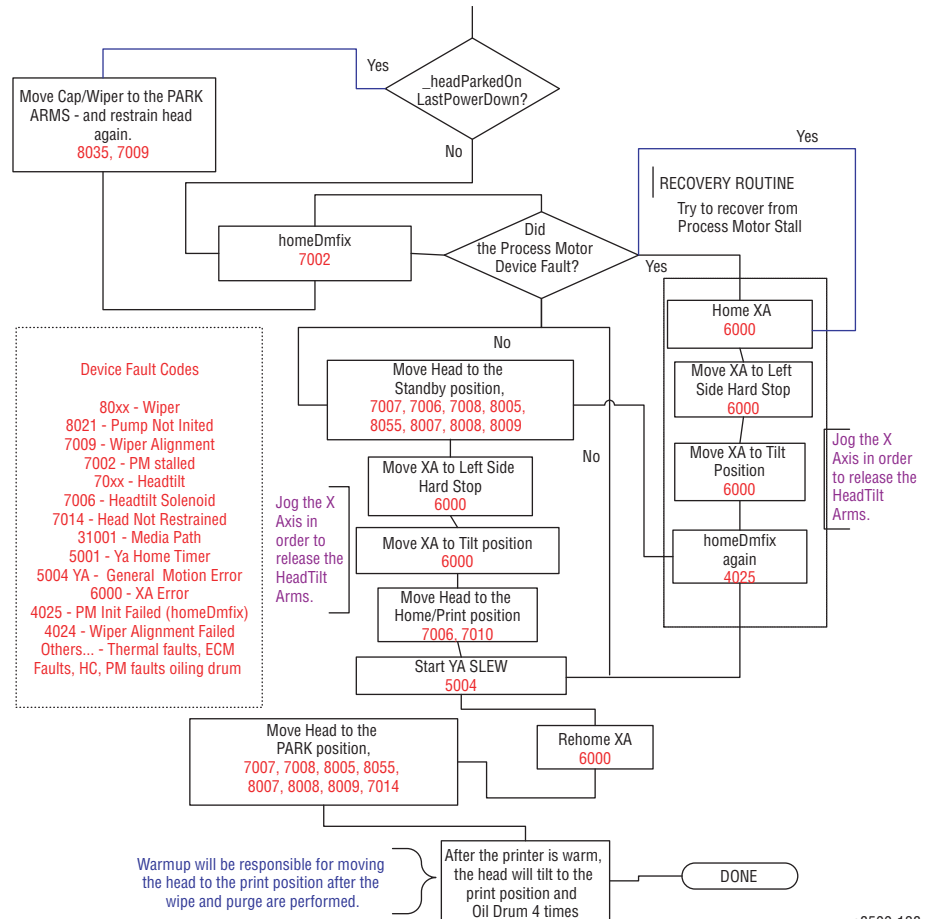 Yes
_headParkedOn
LastPowerDown?
Move Cap/Wiper to the PARK
ARMS - and restrain head
again.
8035, 7009
No
Yes
RECOVERY ROUTINE
Try to recover from
Process Motor Stall
homeDmfix
7002
Did
the Process Motor
Device Fault?
Yes
Home XA
6000
No
Device Fault Codes
80xx - Wiper
8021 - Pump Not Inited
7009 - Wiper Alignment
7002 - PM stalled
70xx - Headtilt
7006 - Headtilt Solenoid
7014 - Head Not Restrained
31001 - Media Path
5001 - Ya Home Timer
5004 YA -  General  Motion Error
6000 - XA Error
4025 - PM Init Failed (homeDmfix)
4024 - Wiper Alignment Failed
Others... - Thermal faults, ECM
Faults, HC, PM faults oiling drum
Move Head to the
Standby position,
7007, 7006, 7008, 8005,
8055, 8007, 8008, 8009
Move XA to Left
Side Hard Stop
6000
No
Move XA to Left Side
Hard Stop
6000
Move XA to Tilt
Position
6000
Jog the X
Axis in order
to release the
HeadTilt
Arms.
Jog the X
Axis in
order to
release the
HeadTilt
Arms.
Move XA to Tilt position
6000
homeDmfix
again
4025
Move Head to the
Home/Print position
7006, 7010
Start YA SLEW
5004
Move Head to the
PARK position,
7007, 7008, 8005, 8055,
8007, 8008, 8009, 7014
Rehome XA
6000
Warmup will be responsible for moving
the head to the print position after the
wipe and purge are performed.
After the printer is warm,
the head will tilt to the
print position and
Oil Drum 4 times
DONE